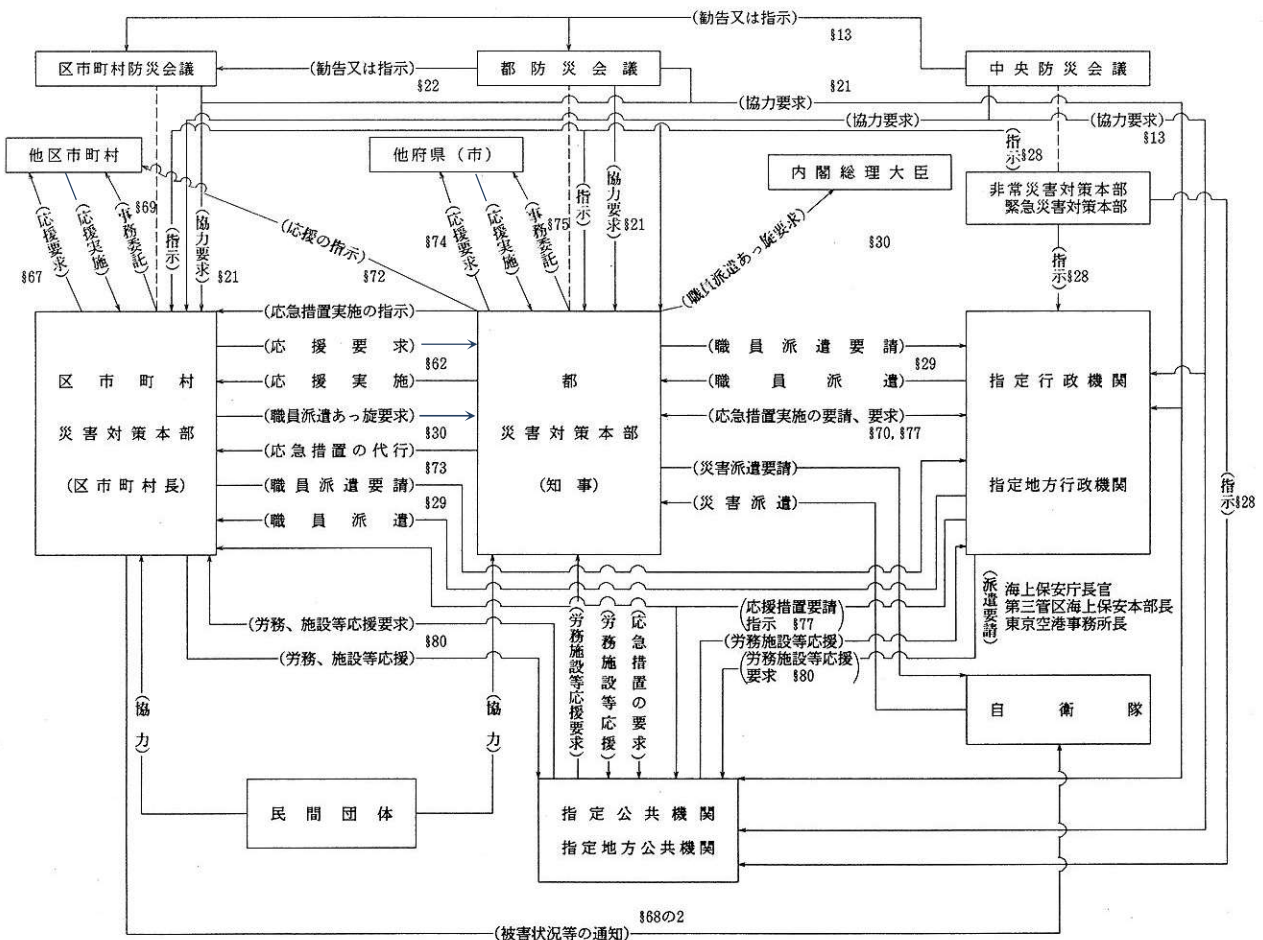 (勧告又は指示)
§13
区市町村防災会議
(勧告又は指示)
§22
都防災会議
中央防災会議
§21
(協力要求)
(協力要求)
(協力要求)
§13
他区市町村
他府県(市)
内閣総理大臣
(指示)
§28
非常災害対策本部
緊急災害対策本部
(応援要求)
§67
(応援実施)
(事務委託)
§69
(指示)
(協力要求)
§21
(応援の指示)
§72
§74
(応援要求)
(応援実施)
(事務委託)
§75
(指示)
(協力要求)
§21
(職員派遣あっ旋要求)
§30
(指示)
§28
(応急措置実施の指示)
(応援要求)
§62
(応援実施)
(職員派遣あっ旋要求)
§30
(応急措置の代行)
§73
(職員派遣要請)
§29
(職員派遣)
区市町村
災害対策本部
(区市町村長)
都
災害対策本部
(知事)
(職員派遣要請)
§29
(職員派遣)
(応急措置実施の要請、要求)
§70,§77
(災害派遣要請)
(災害派遣)
指定行政機関
指定地方行政機関
(指示)
§28
(派遣要請)
海上保安庁長官
第三管区海上保安本部長
東京空港事務所長
(応援措置要請)
指示 §77
(労務施設等応援)
(労務施設等応援
要求 §80)
(労務、施設等応援要求)
§80
(労務、施設等応援)
(労務施設等応援要求)
(労務施設等応援)
(応急措置の要求)
自衛隊
(協力)
(協力)
民間団体
指定公共機関
指定地方公共機関
§68の2
(被害状況等の通知)